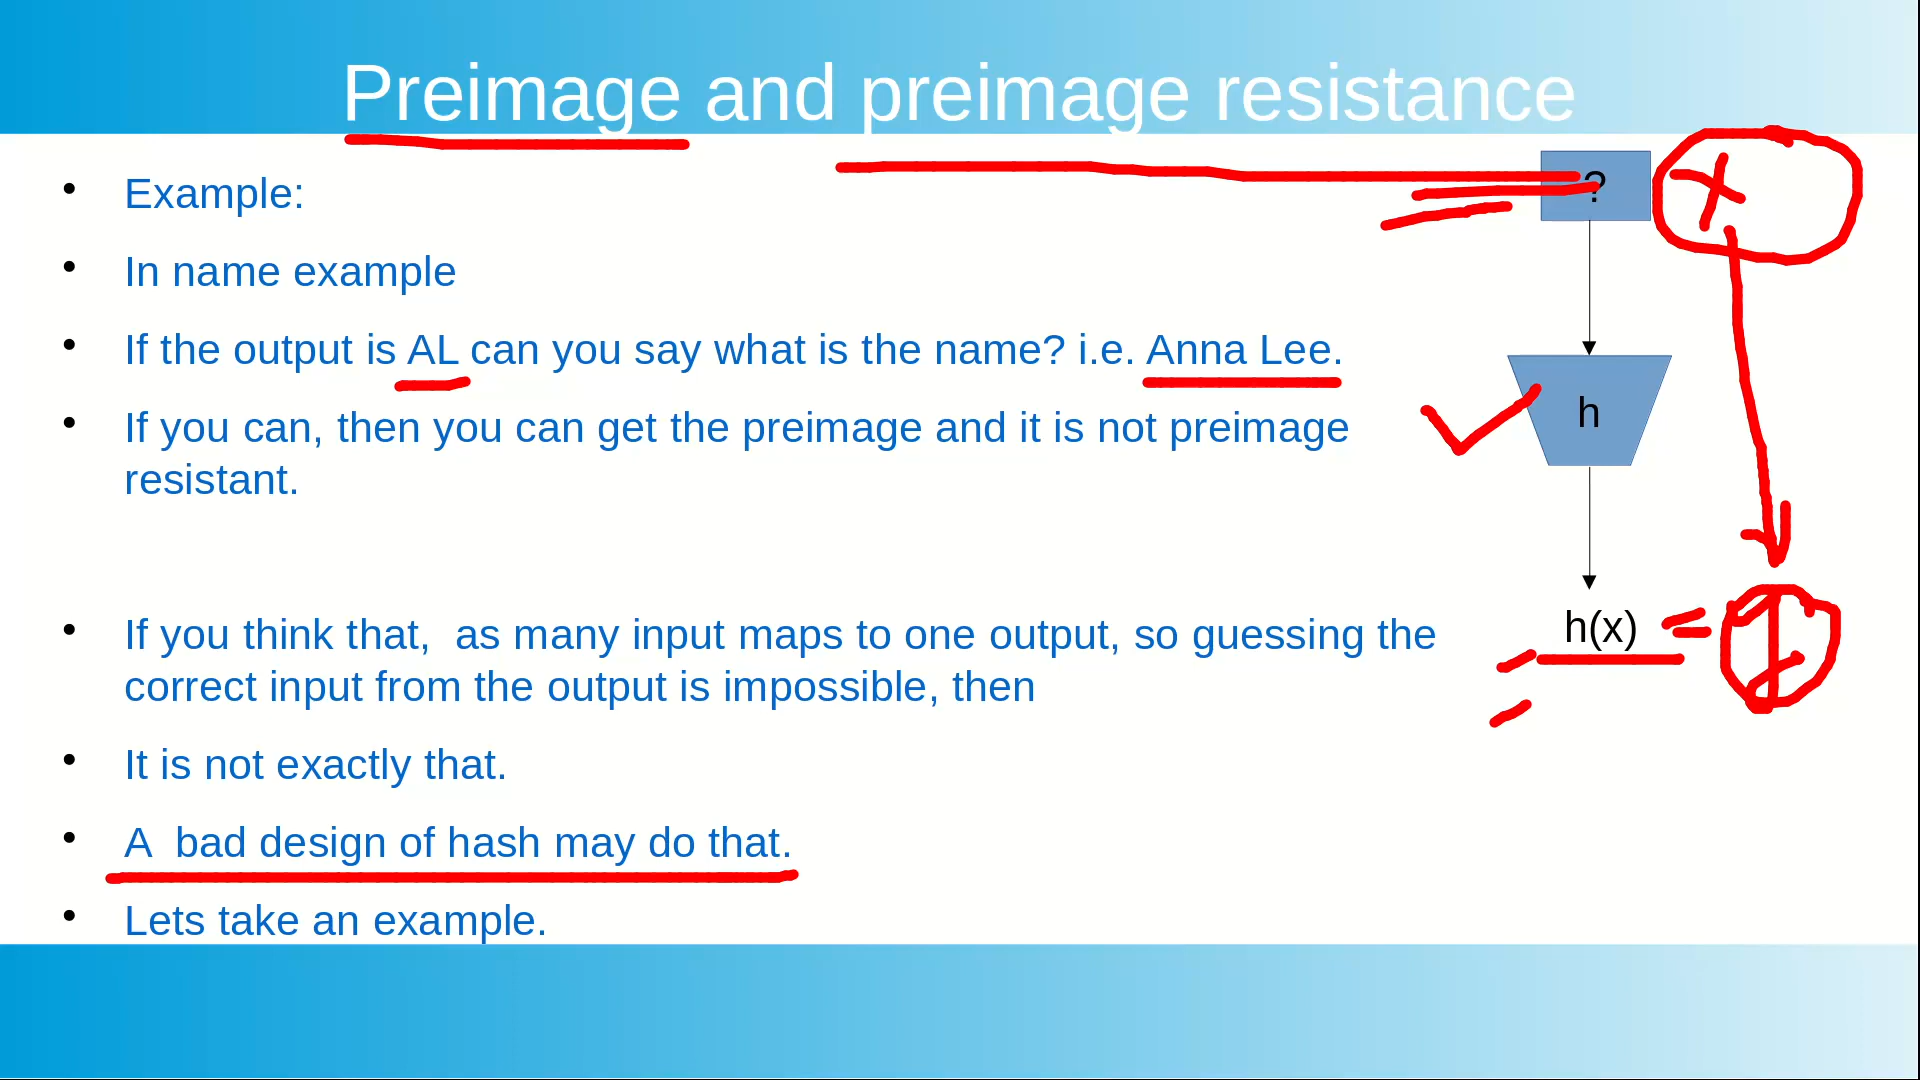 Preimage and preimage resistance
• Example:
• In name example
• If the output is AL can you say what is the name? i.e. Anna Lee.
• If you can, then you can get the preimage and it is not preimage
resistant.
• If you think that,  as many input maps to one output, so guessing the
correct input from the output is impossible, then
• It is not exactly that.
• A  bad design of hash may do that.
• Lets take an example.
?
x
h
h(x)
=